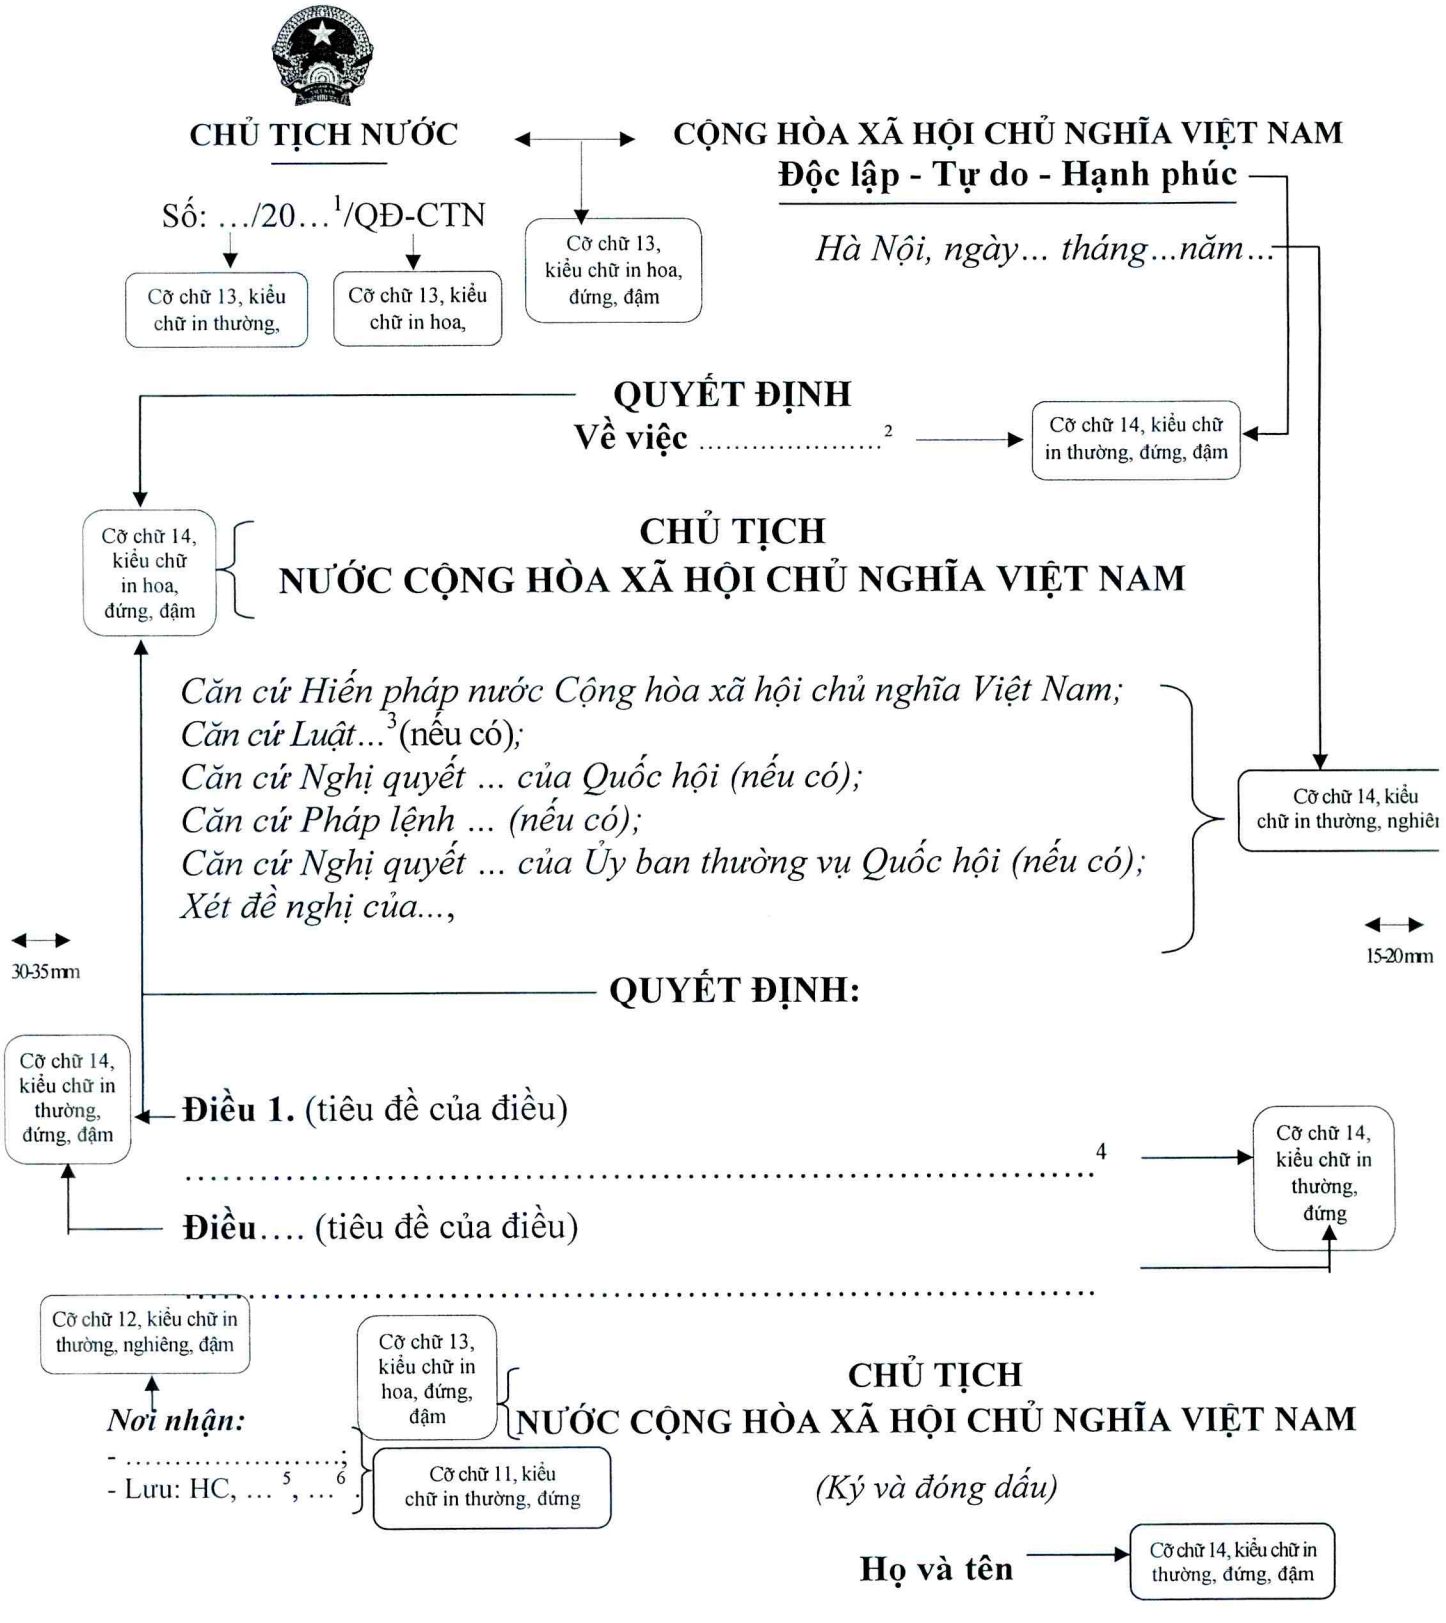 CHỦ TỊCH NƯỚC
CỘNG HÒA XÃ HỘI CHỦ NGHĨA VIỆT NAM
Độc lập - Tự do - Hạnh phúc
Số: …/20…1/QĐ-CTN
Hà Nội, ngày… tháng…năm…
Cỡ chữ 13, kiểu
chữ in thường,
Cỡ chữ 13, kiểu
chữ in hoa,
Cỡ chữ 13,
kiểu chữ in hoa,
đứng, đậm
QUYẾT ĐỊNH
Về việc …………………2
Cỡ chữ 14, kiểu chữ
in thường, đứng, đậm
Cỡ chữ 14,
kiểu chữ
in hoa,
đứng, đậm
CHỦ TỊCH
NƯỚC CỘNG HÒA XÃ HỘI CHỦ NGHĨA VIỆT NAM
Căn cứ Hiến pháp nước Cộng hòa xã hội chủ nghĩa Việt Nam;
Căn cứ Luật…3(nếu có);
Căn cứ Nghị quyết … của Quốc hội (nếu có);
Căn cứ Pháp lệnh … (nếu có);
Căn cứ Nghị quyết … của Ủy ban thường vụ Quốc hội (nếu có);
Xét đề nghị của…,
Cỡ chữ 14, kiểu
chữ in thường, nghiêr
30-35mm
15-20mm
QUYẾT ĐỊNH:
Cỡ chữ 14,
kiểu chữ in
thường,
đứng, đậm
Điều 1. (tiêu đề của điều)
……………………………………………………………………4
Cỡ chữ 14,
kiểu chữ in
thường,
đứng
Điều…. (tiêu đề của điều)
……………………………………………………………………
Cỡ chữ 12, kiểu chữ in
thường, nghiêng, đậm
Cỡ chữ 13,
kiểu chữ in
hoa, đứng,
đậm
CHỦ TỊCH
NƯỚC CỘNG HÒA XÃ HỘI CHỦ NGHĨA VIỆT NAM
Nơi nhận:
- …………………;
- Lưu: HC, …5, …6.
Cỡ chữ 11, kiểu
chữ in thường, đứng
(Ký và đóng dấu)
Họ và tên
Cỡ chữ 14, kiểu chữ in
thường, đứng, đậm